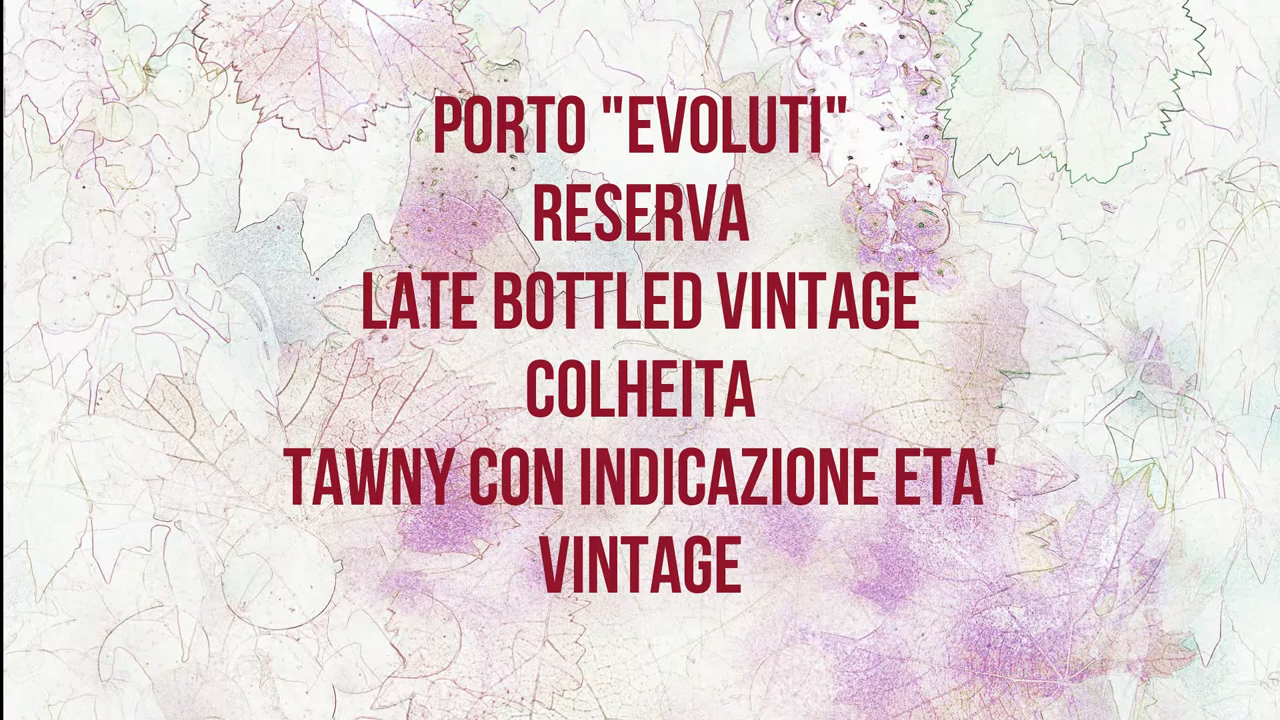 PORTO "EVOLUTI"
RESERVA
LATE BOTTLED VINTAGE
COLHEITA
TAWNY CON INDICAZIONE ETA'
VINTAGE